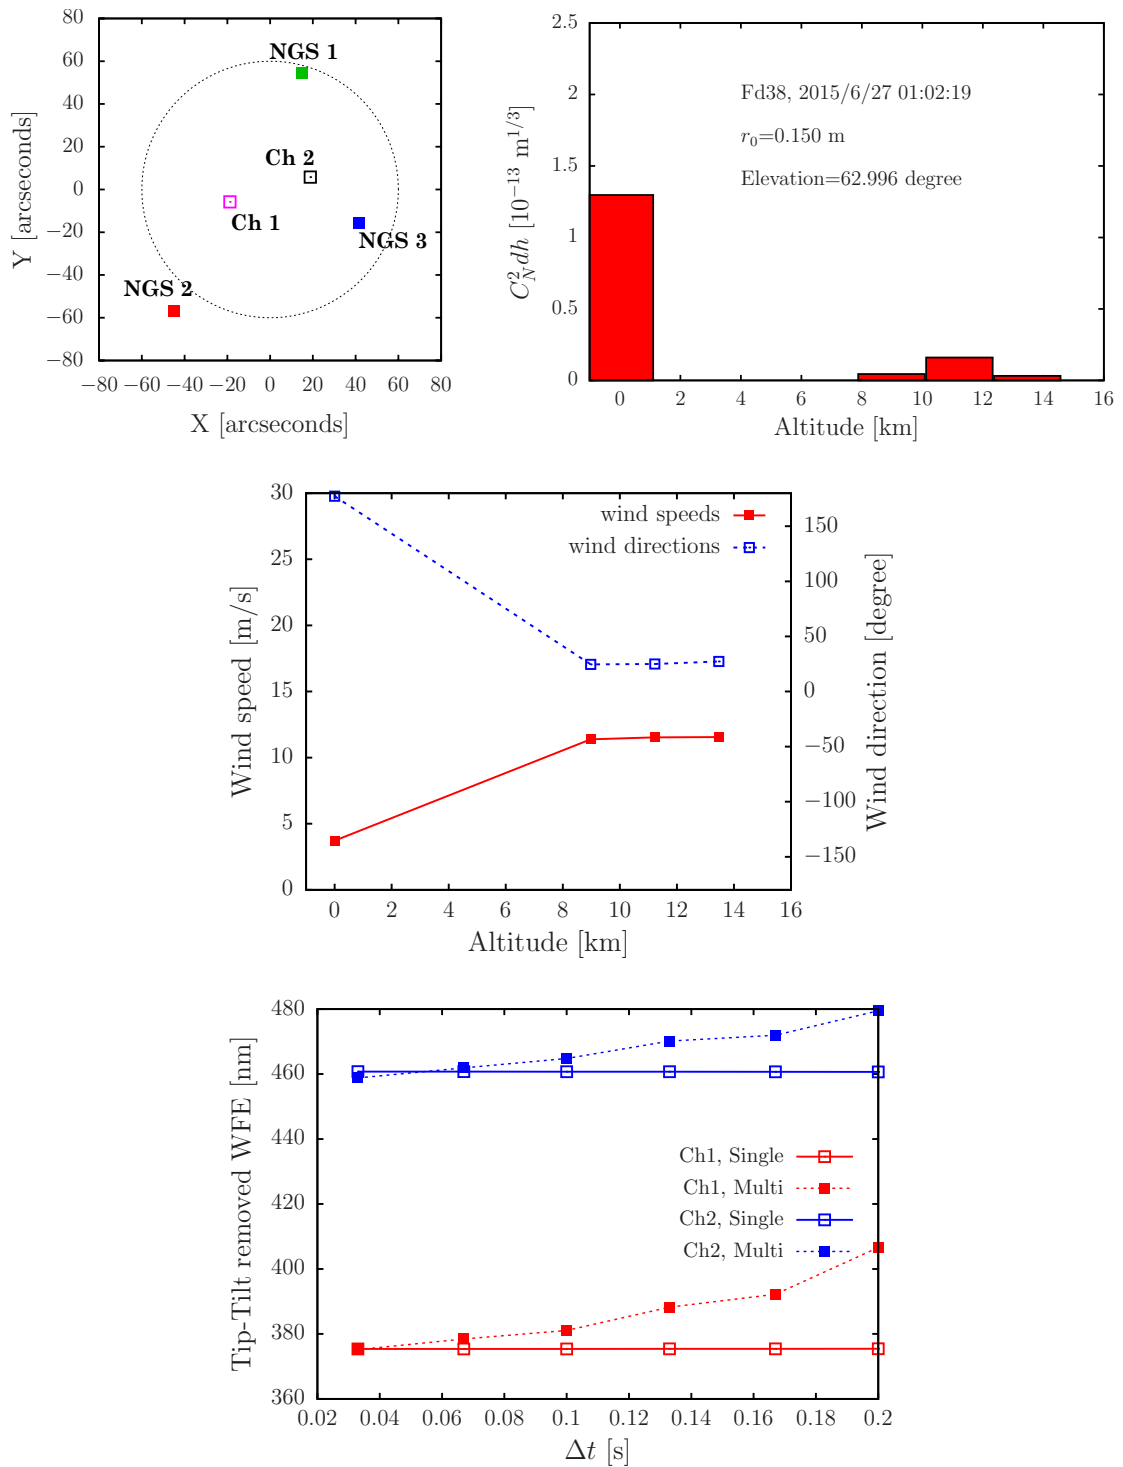 80
60
40
20
0
−20
−40
−60
−80
−80 −60 −40 −20 0 20 40 60 80
X [arcseconds]
Y [arcseconds]
NGS 1
Ch 2
Ch 1
NGS 3
NGS 2
2.5
2
1.5
1
0.5
0
0 2 4 6 8 10 12 14 16
Altitude [km]
C_N^2 dh [10^−13 m^1/3]
Fd38, 2015/6/27 01:02:19
r_0=0.150 m
Elevation=62.996 degree
30
25
20
15
10
5
0
0 2 4 6 8 10 12 14 16
Altitude [km]
Wind speed [m/s]
wind speeds
wind directions
150
100
50
0
−50
−100
−150
Wind direction [degree]
480
460
440
420
400
380
360
0.02 0.04 0.06 0.08 0.1 0.12 0.14 0.16 0.18 0.2
Δt [s]
Tip-Tilt removed WFE [nm]
Ch1, Single
Ch1, Multi
Ch2, Single
Ch2, Multi